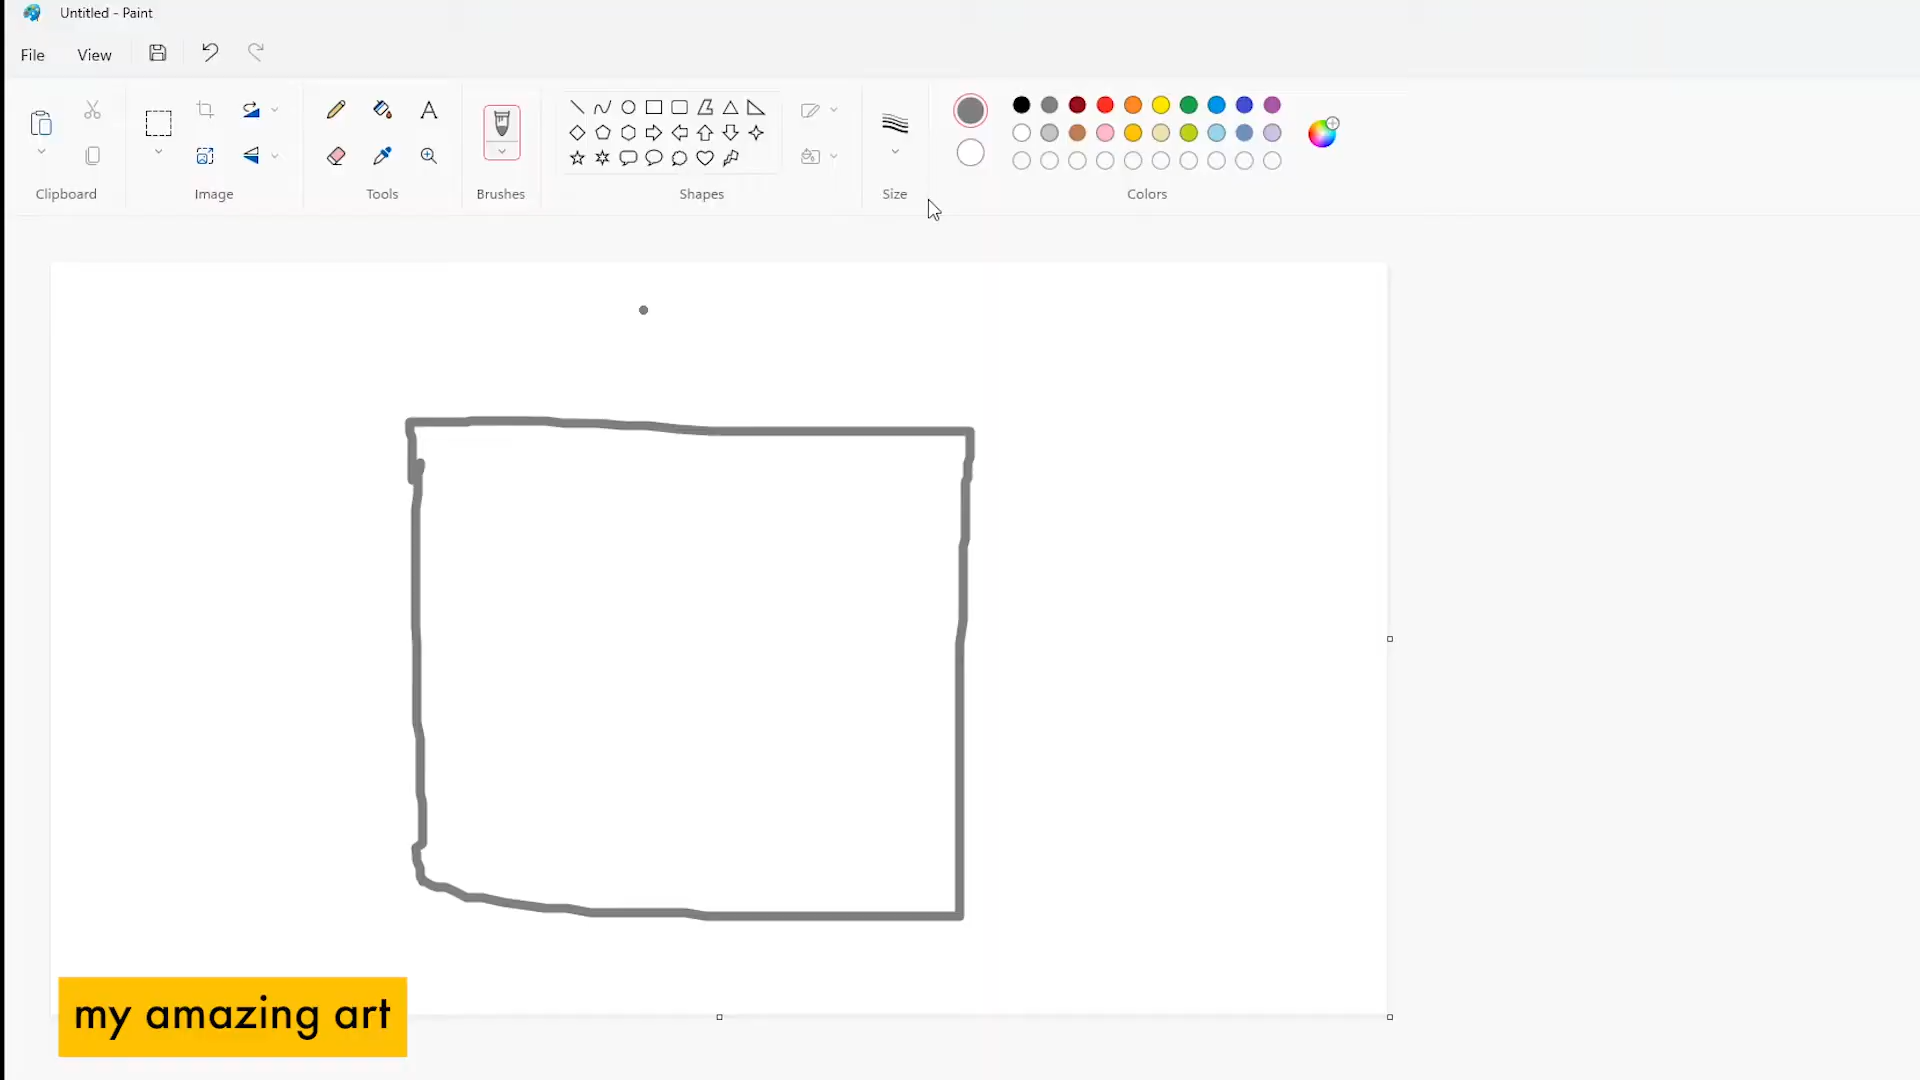 Untitled - Paint
File View
Clipboard Image Tools Brushes Shapes Size Colors
my amazing art